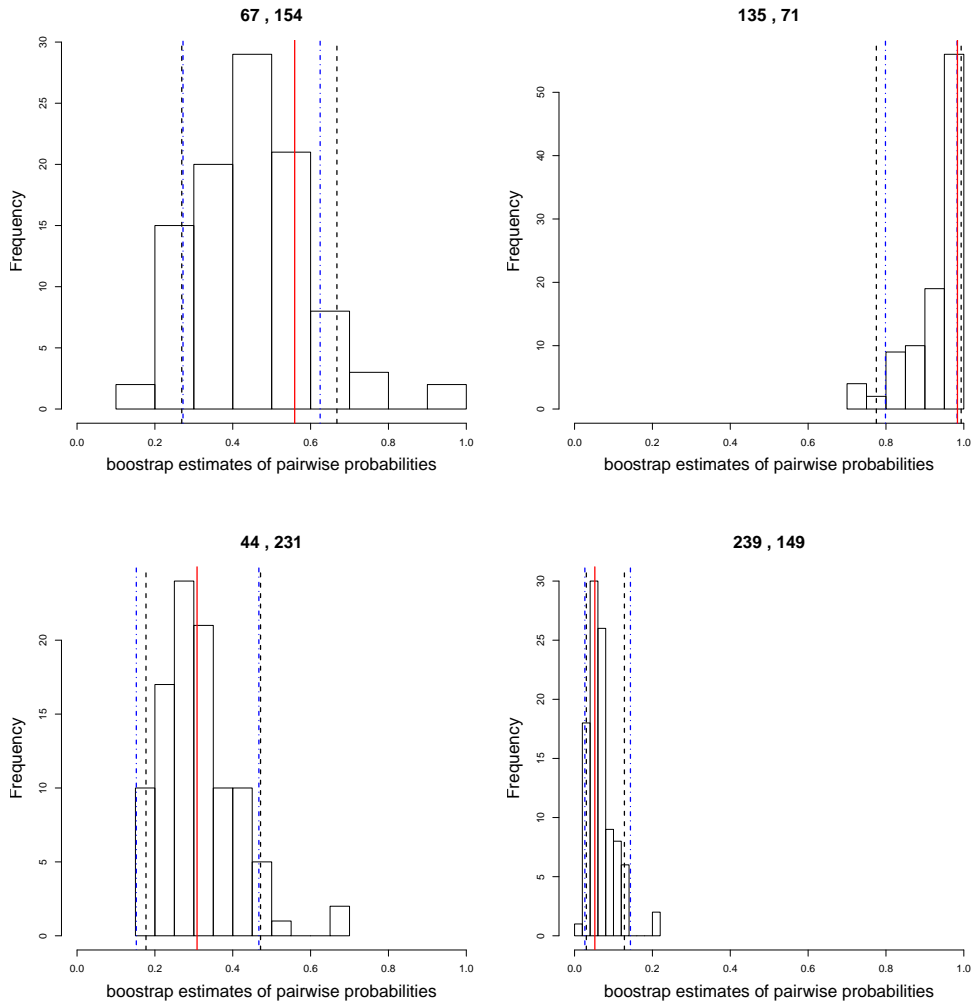 67 , 154
Frequency
0 5 10 15 20 25 30
0.0 0.2 0.4 0.6 0.8 1.0
boostrap estimates of pairwise probabilities
135 , 71
Frequency
0 10 20 30 40 50
0.0 0.2 0.4 0.6 0.8 1.0
boostrap estimates of pairwise probabilities
44 , 231
Frequency
0 5 10 15 20
0.0 0.2 0.4 0.6 0.8 1.0
boostrap estimates of pairwise probabilities
239 , 149
Frequency
0 5 10 15 20 25 30
0.0 0.2 0.4 0.6 0.8 1.0
boostrap estimates of pairwise probabilities